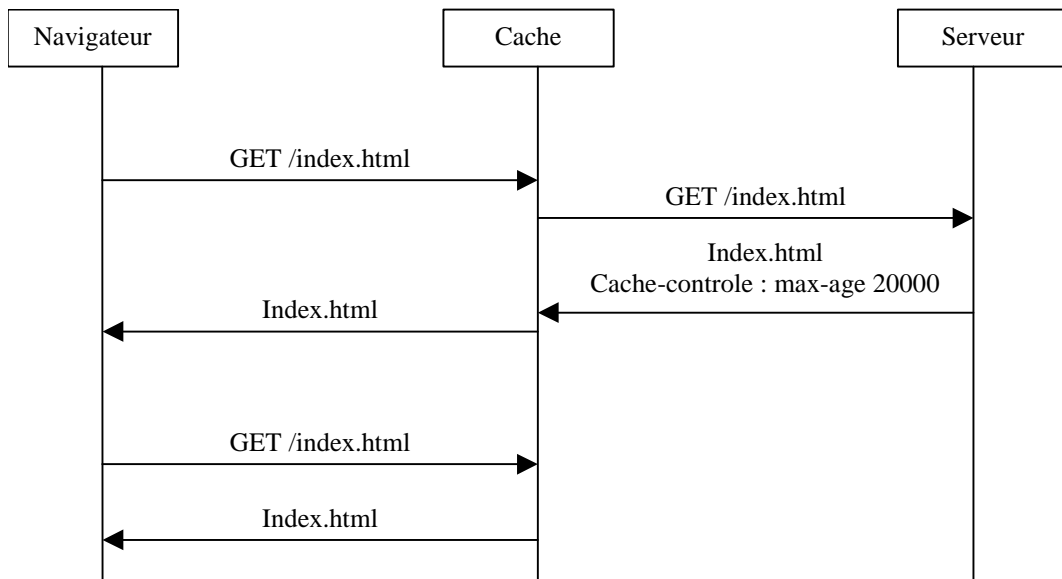 Navigateur
Cache
Serveur
GET /index.html
GET /index.html
Index.html
Cache-controle : max-age 20000
Index.html
GET /index.html
Index.html